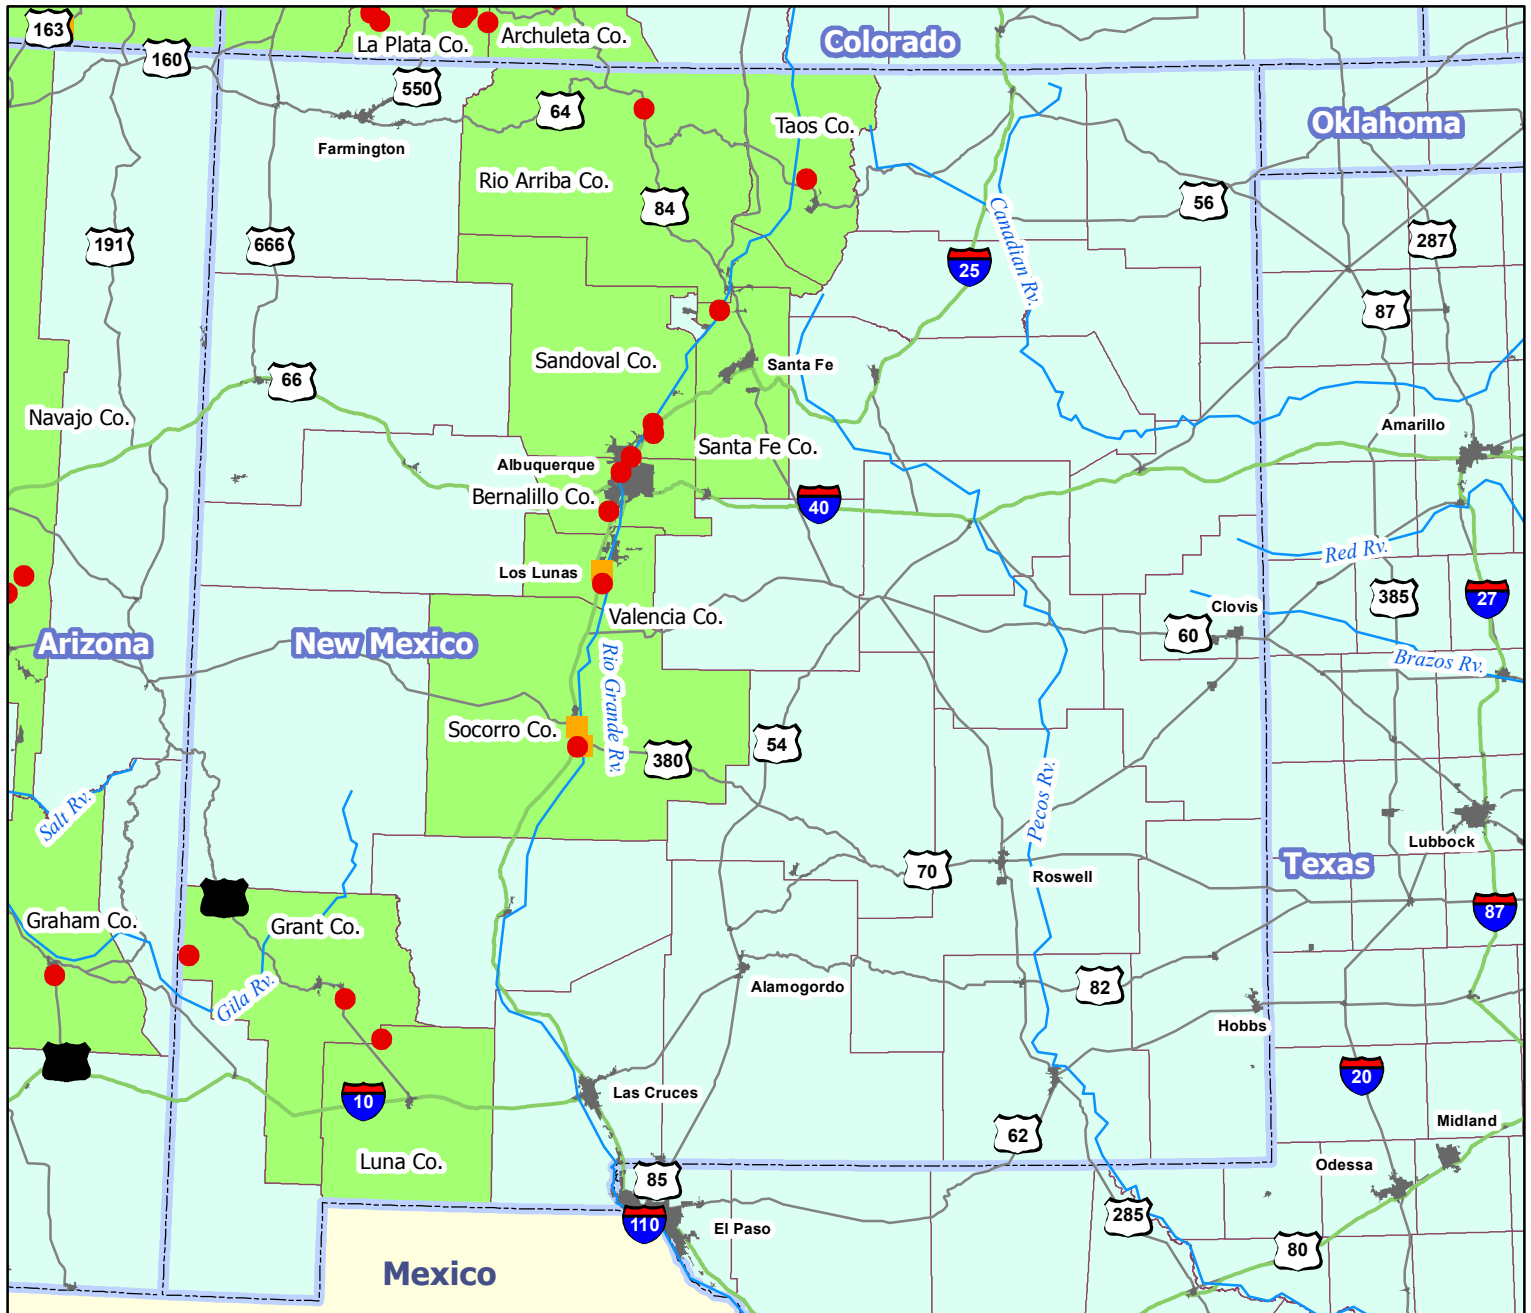 163
La Plata Co.
Archuleta Co.
Colorado
160
550
64
Taos Co.
Oklahoma
Farmington
Rio Arriba Co.
84
56
191
666
25
Canadian Rv.
287
87
Sandoval Co.
Santa Fe
66
Navajo Co.
Amarillo
Santa Fe Co.
Albuquerque
Bernalillo Co.
40
Red Rv.
Los Lunas
385
27
Valencia Co.
Clovis
60
Arizona
New Mexico
Rio Grande Rv.
Brazos Rv.
Socorro Co.
54
380
Salt Rv.
Pecos Rv.
Lubbock
70
Roswell
Texas
Graham Co.
Grant Co.
87
Gila Rv.
Alamogordo
82
Hobbs
10
Las Cruces
20
62
Midland
Luna Co.
Odessa
85
110
El Paso
285
80
Mexico